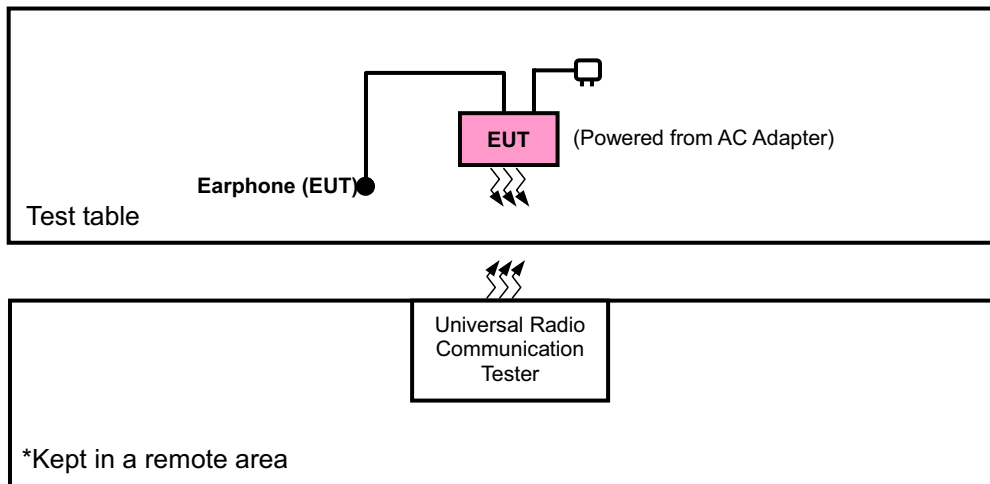 EUT
(Powered from AC Adapter)
Earphone (EUT)
Test table
Universal Radio
Communication
Tester
*Kept in a remote area